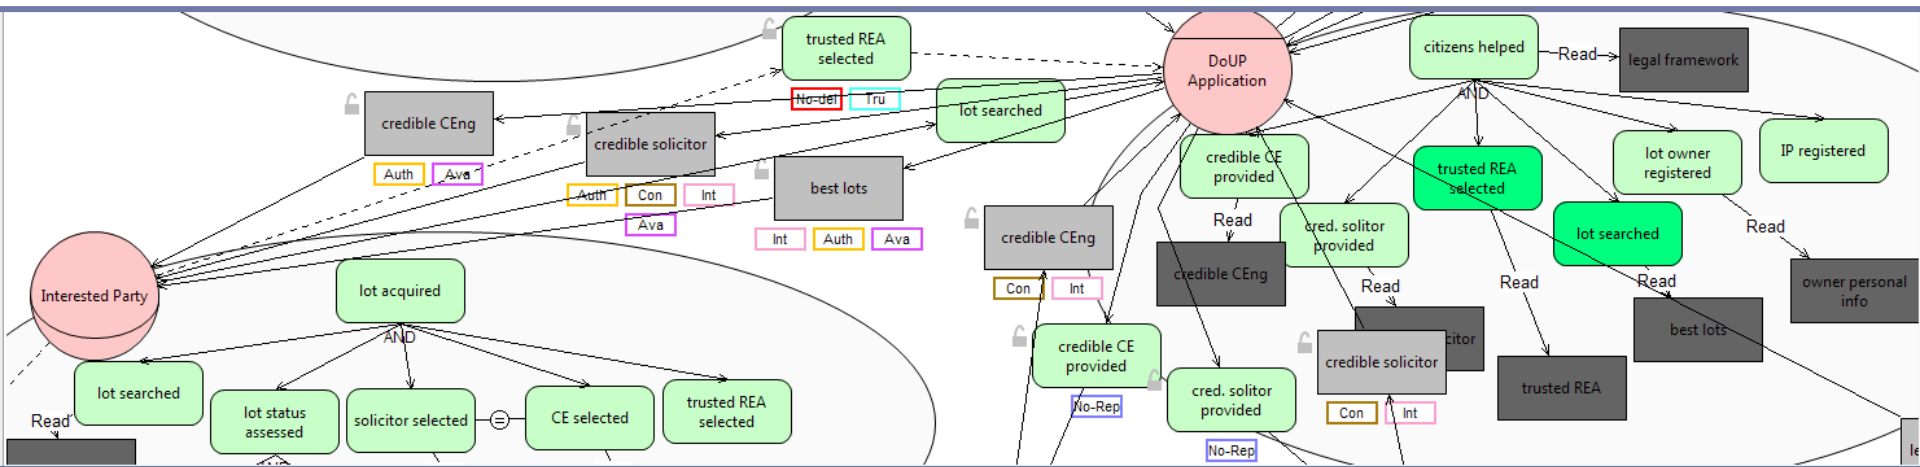 trusted REA
selected
No-del
Tru
credible CEng
Auth
Ava
credible solicitor
Auth
Con
Int
Ava
lot searched
best lots
Int
Auth
Ava
Interested Party
lot acquired
AND
lot searched
Read
lot status
assessed
AND
solicitor selected
=
CE selected
trusted REA
selected
DoUP
Application
citizens helped
Read
legal framework
AND
credible CE
provided
Read
credible CEng
cred. solitor
provided
Read
citor
trusted REA
selected
Read
trusted REA
lot searched
Read
best lots
lot owner
registered
Read
owner personal
info
IP registered
credible CEng
Con
Int
credible CE
provided
No-Rep
cred. solitor
provided
No-Rep
credible solicitor
Con
Int
le